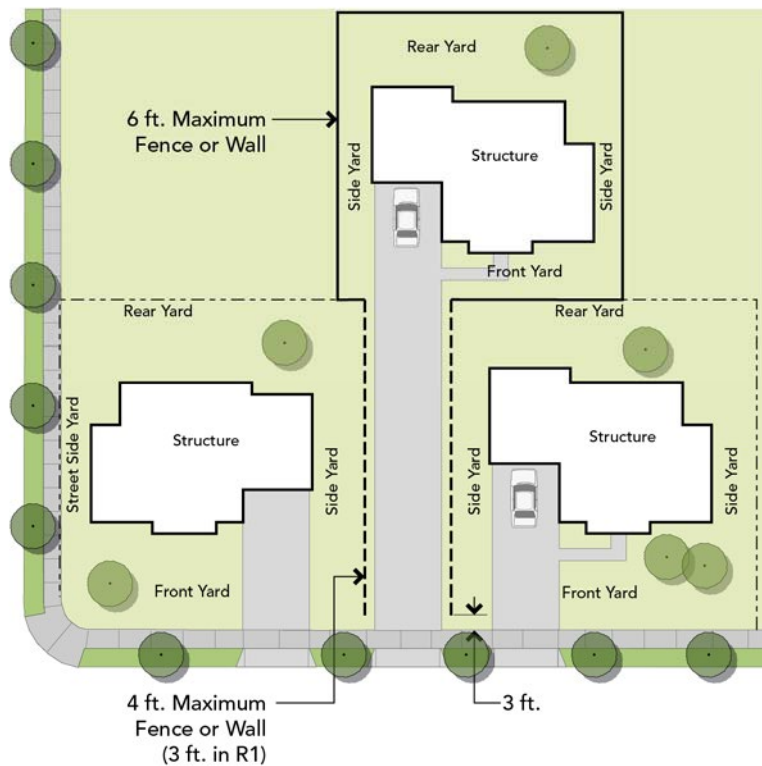 Rear Yard
6 ft. Maximum
Fence or Wall
Side Yard
Structure
Side Yard
Front Yard
Rear Yard
Rear Yard
Street Side Yard
Structure
Side Yard
Side Yard
Structure
Side Yard
Front Yard
Front Yard
4 ft. Maximum
Fence or Wall
(3 ft. in R1)
3 ft.